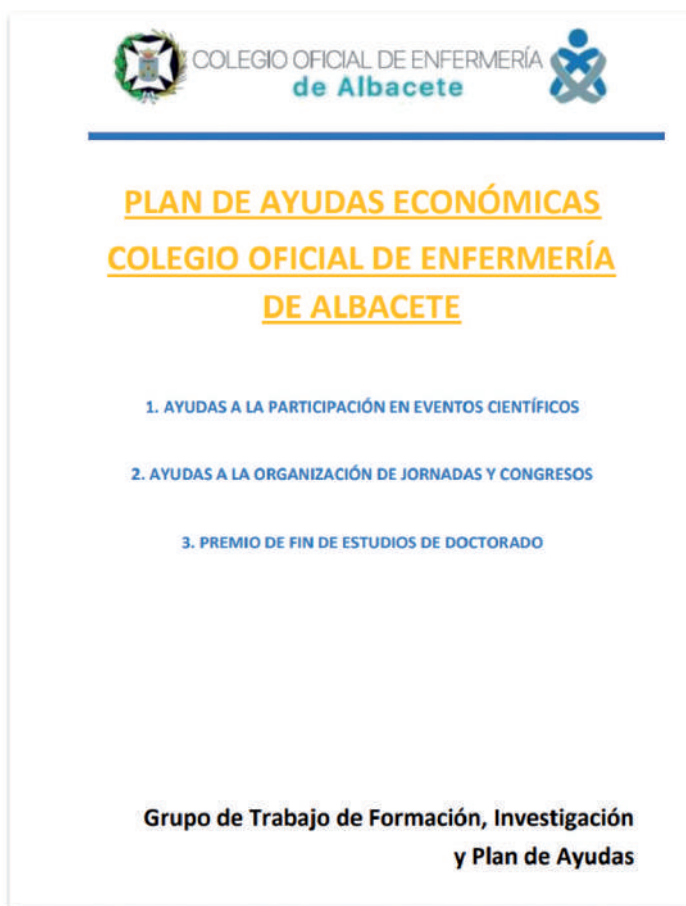 COLEGIO OFICIAL DE ENFERMERÍA
de Albacete
PLAN DE AYUDAS ECONÓMICAS
COLEGIO OFICIAL DE ENFERMERÍA
DE ALBACETE
1. AYUDAS A LA PARTICIPACIÓN EN EVENTOS CIENTÍFICOS
2. AYUDAS A LA ORGANIZACIÓN DE JORNADAS Y CONGRESOS
3. PREMIO DE FIN DE ESTUDIOS DE DOCTORADO
Grupo de Trabajo de Formación, Investigación
y Plan de Ayudas